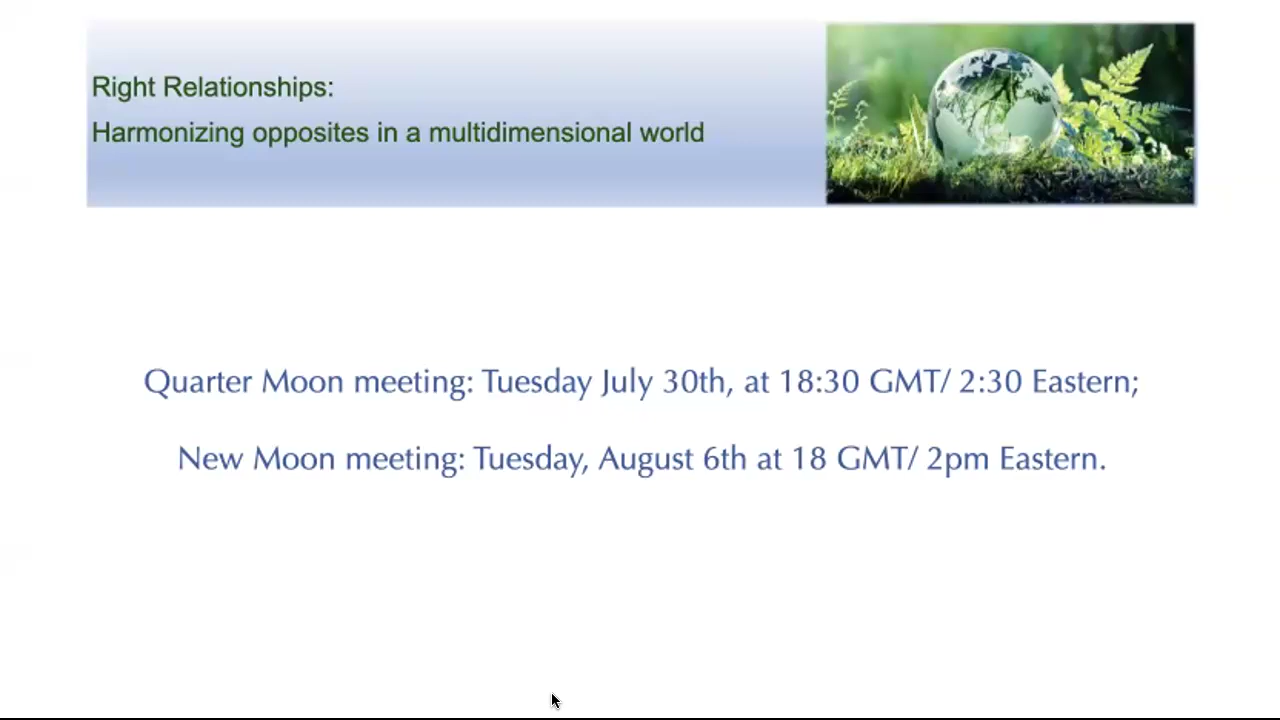 Right Relationships:
Harmonizing opposites in a multidimensional world
Quarter Moon meeting: Tuesday July 30th, at 18:30 GMT/ 2:30 Eastern;
New Moon meeting: Tuesday, August 6th at 18 GMT/ 2pm Eastern.